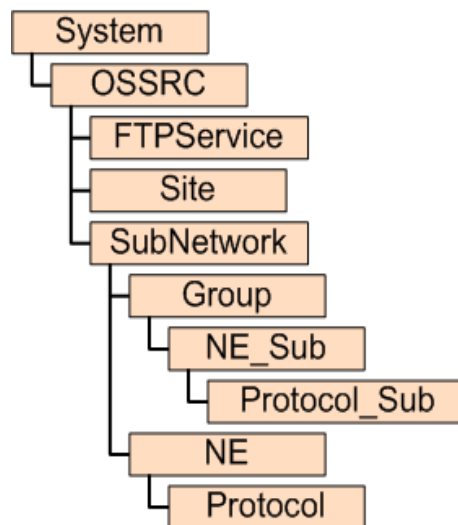 System
OSSRC
FTPService
Site
SubNetwork
Group
NE_Sub
Protocol_Sub
NE
Protocol